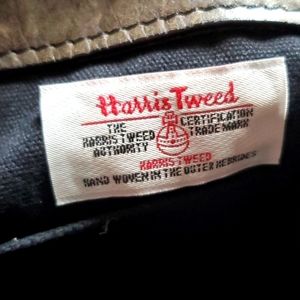 Harris Tweed
THE CERTIFICATION
HARRIS TWEED TRADE MARK
AUTHORITY
HARRIS TWEED
HAND WOVEN IN THE OUTER HEBRIDES